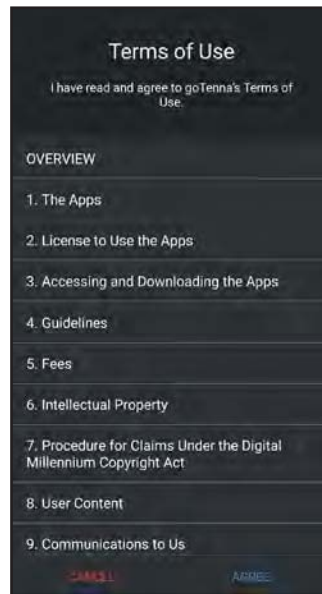 Terms of Use
I have read and agree to goTenna's Terms of
Use.
OVERVIEW
1. The Apps
2. License to Use the Apps
3. Accessing and Downloading the Apps
4. Guidelines
5. Fees
6. Intellectual Property
7. Procedure for Claims Under the Digital
Millennium Copyright Act
8. User Content
9. Communications to Us
CANCEL AGREE